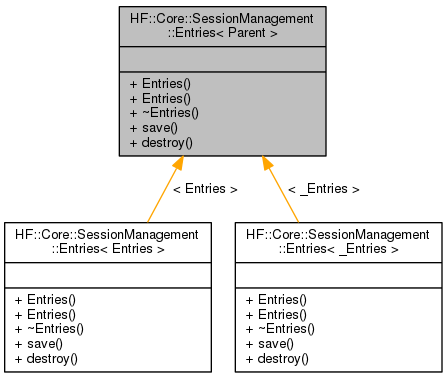 HF::Core::SessionManagement
::Entries< Parent >
+ Entries()
+ Entries()
+ ~Entries()
+ save()
+ destroy()
< Entries >
< _Entries >
HF::Core::SessionManagement
::Entries< Entries >
+ Entries()
+ Entries()
+ ~Entries()
+ save()
+ destroy()
HF::Core::SessionManagement
::Entries< _Entries >
+ Entries()
+ Entries()
+ ~Entries()
+ save()
+ destroy()